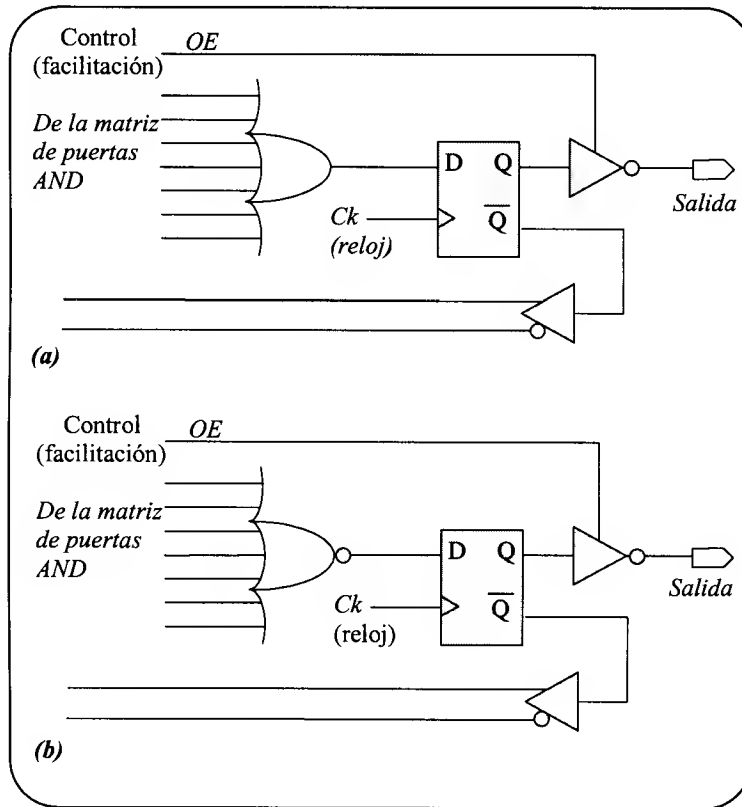 Control
(facilitación)
OE
De la matriz
de puertas
AND
D Q
Ck
(reloj)
Q
Salida
(a)
Control
(facilitación)
OE
De la matriz
de puertas
AND
D Q
Ck
(reloj)
Q
Salida
(b)